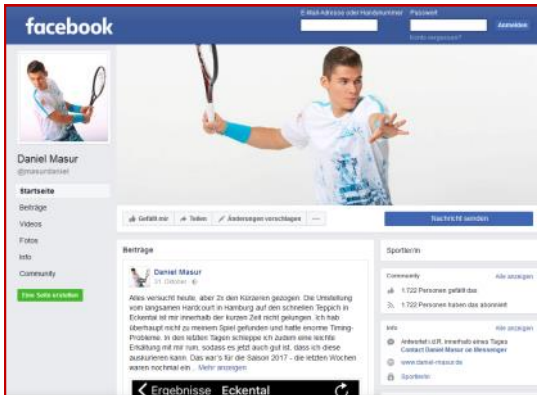 facebook
E-Mail-Adresse oder Handynummer
Passwort
Anmelden
Konto vergessen?
Daniel Masur
@masurdaniel
Startseite
Beiträge
Videos
Fotos
Info
Community
Eine Seite erstellen
Gefällt mir
Teilen
Änderungen vorschlagen
Nachricht senden
Beiträge
Daniel Masur
31. Oktober
Alles versucht heute, aber 2x den Kürzeren gezogen. Die Umstellung
vom langsamen Hardcourt in Hamburg auf den schnellen Teppich in
Eckental ist mir innerhalb der kurzen Zeit nicht gelungen. Ich hab
überhaupt nicht zu meinem Spiel gefunden und hatte enorme Timing-
Probleme. In den letzten Tagen schleppe ich zudem eine leichte
Erkältung mit mir rum, sodass es jetzt auch gut ist, dass ich diese
auskurieren kann. Das war's für die Saison 2017 - die letzten Wochen
waren nochmal ein... Mehr anzeigen
Ergebnisse Eckental
Sportler/in
Community
Alle anzeigen
1.722 Personen gefällt das
1.722 Personen haben das abonniert
Info
Alle anzeigen
Antwortet i.d.R. innerhalb eines Tages
Contact Daniel Masur on Messenger
www.daniel-masur.de
Sportler/in